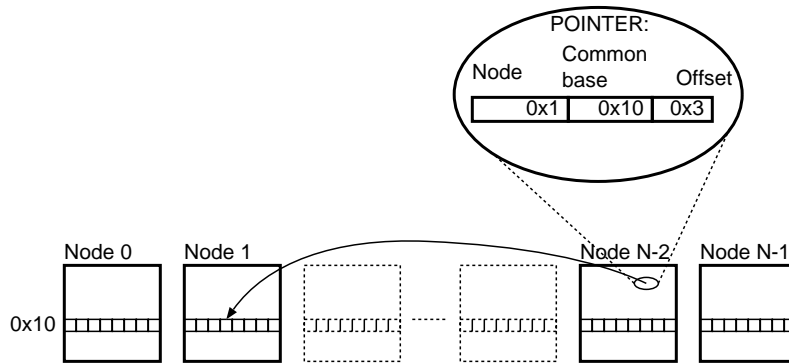 POINTER:
Common
Node base Offset
0x1 0x10 0x3
Node 0 Node 1 Node N-2 Node N-1
0x10